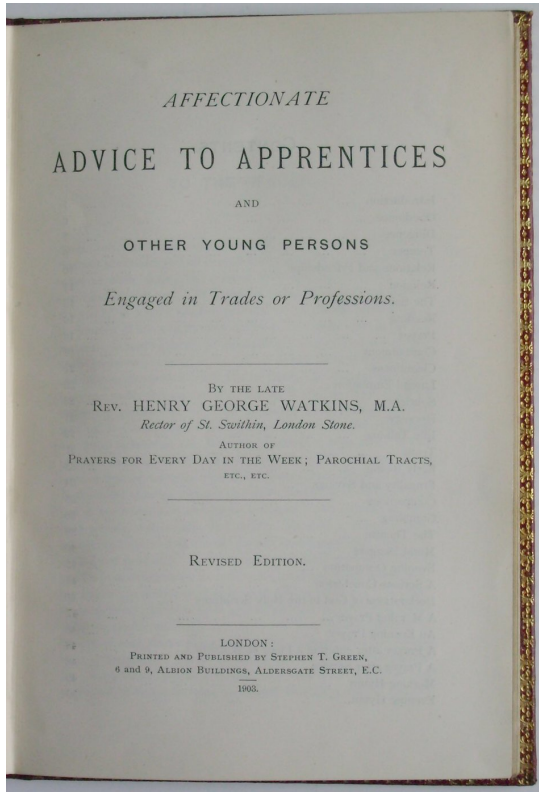 AFFECTIONATE
ADVICE TO APPRENTICES
AND
OTHER YOUNG PERSONS
Engaged in Trades or Professions.
BY THE LATE
REV. HENRY GEORGE WATKINS, M.A.
Rector of St. Swithin, London Stone.
AUTHOR OF
PRAYERS FOR EVERY DAY IN THE WEEK; PAROCHIAL TRACTS,
ETC., ETC.
REVISED EDITION.
LONDON:
PRINTED AND PUBLISHED BY STEPHEN T. GREEN,
6 and 9, ALBION BUILDINGS, ALDERSGATE STREET, E.C.
1903.